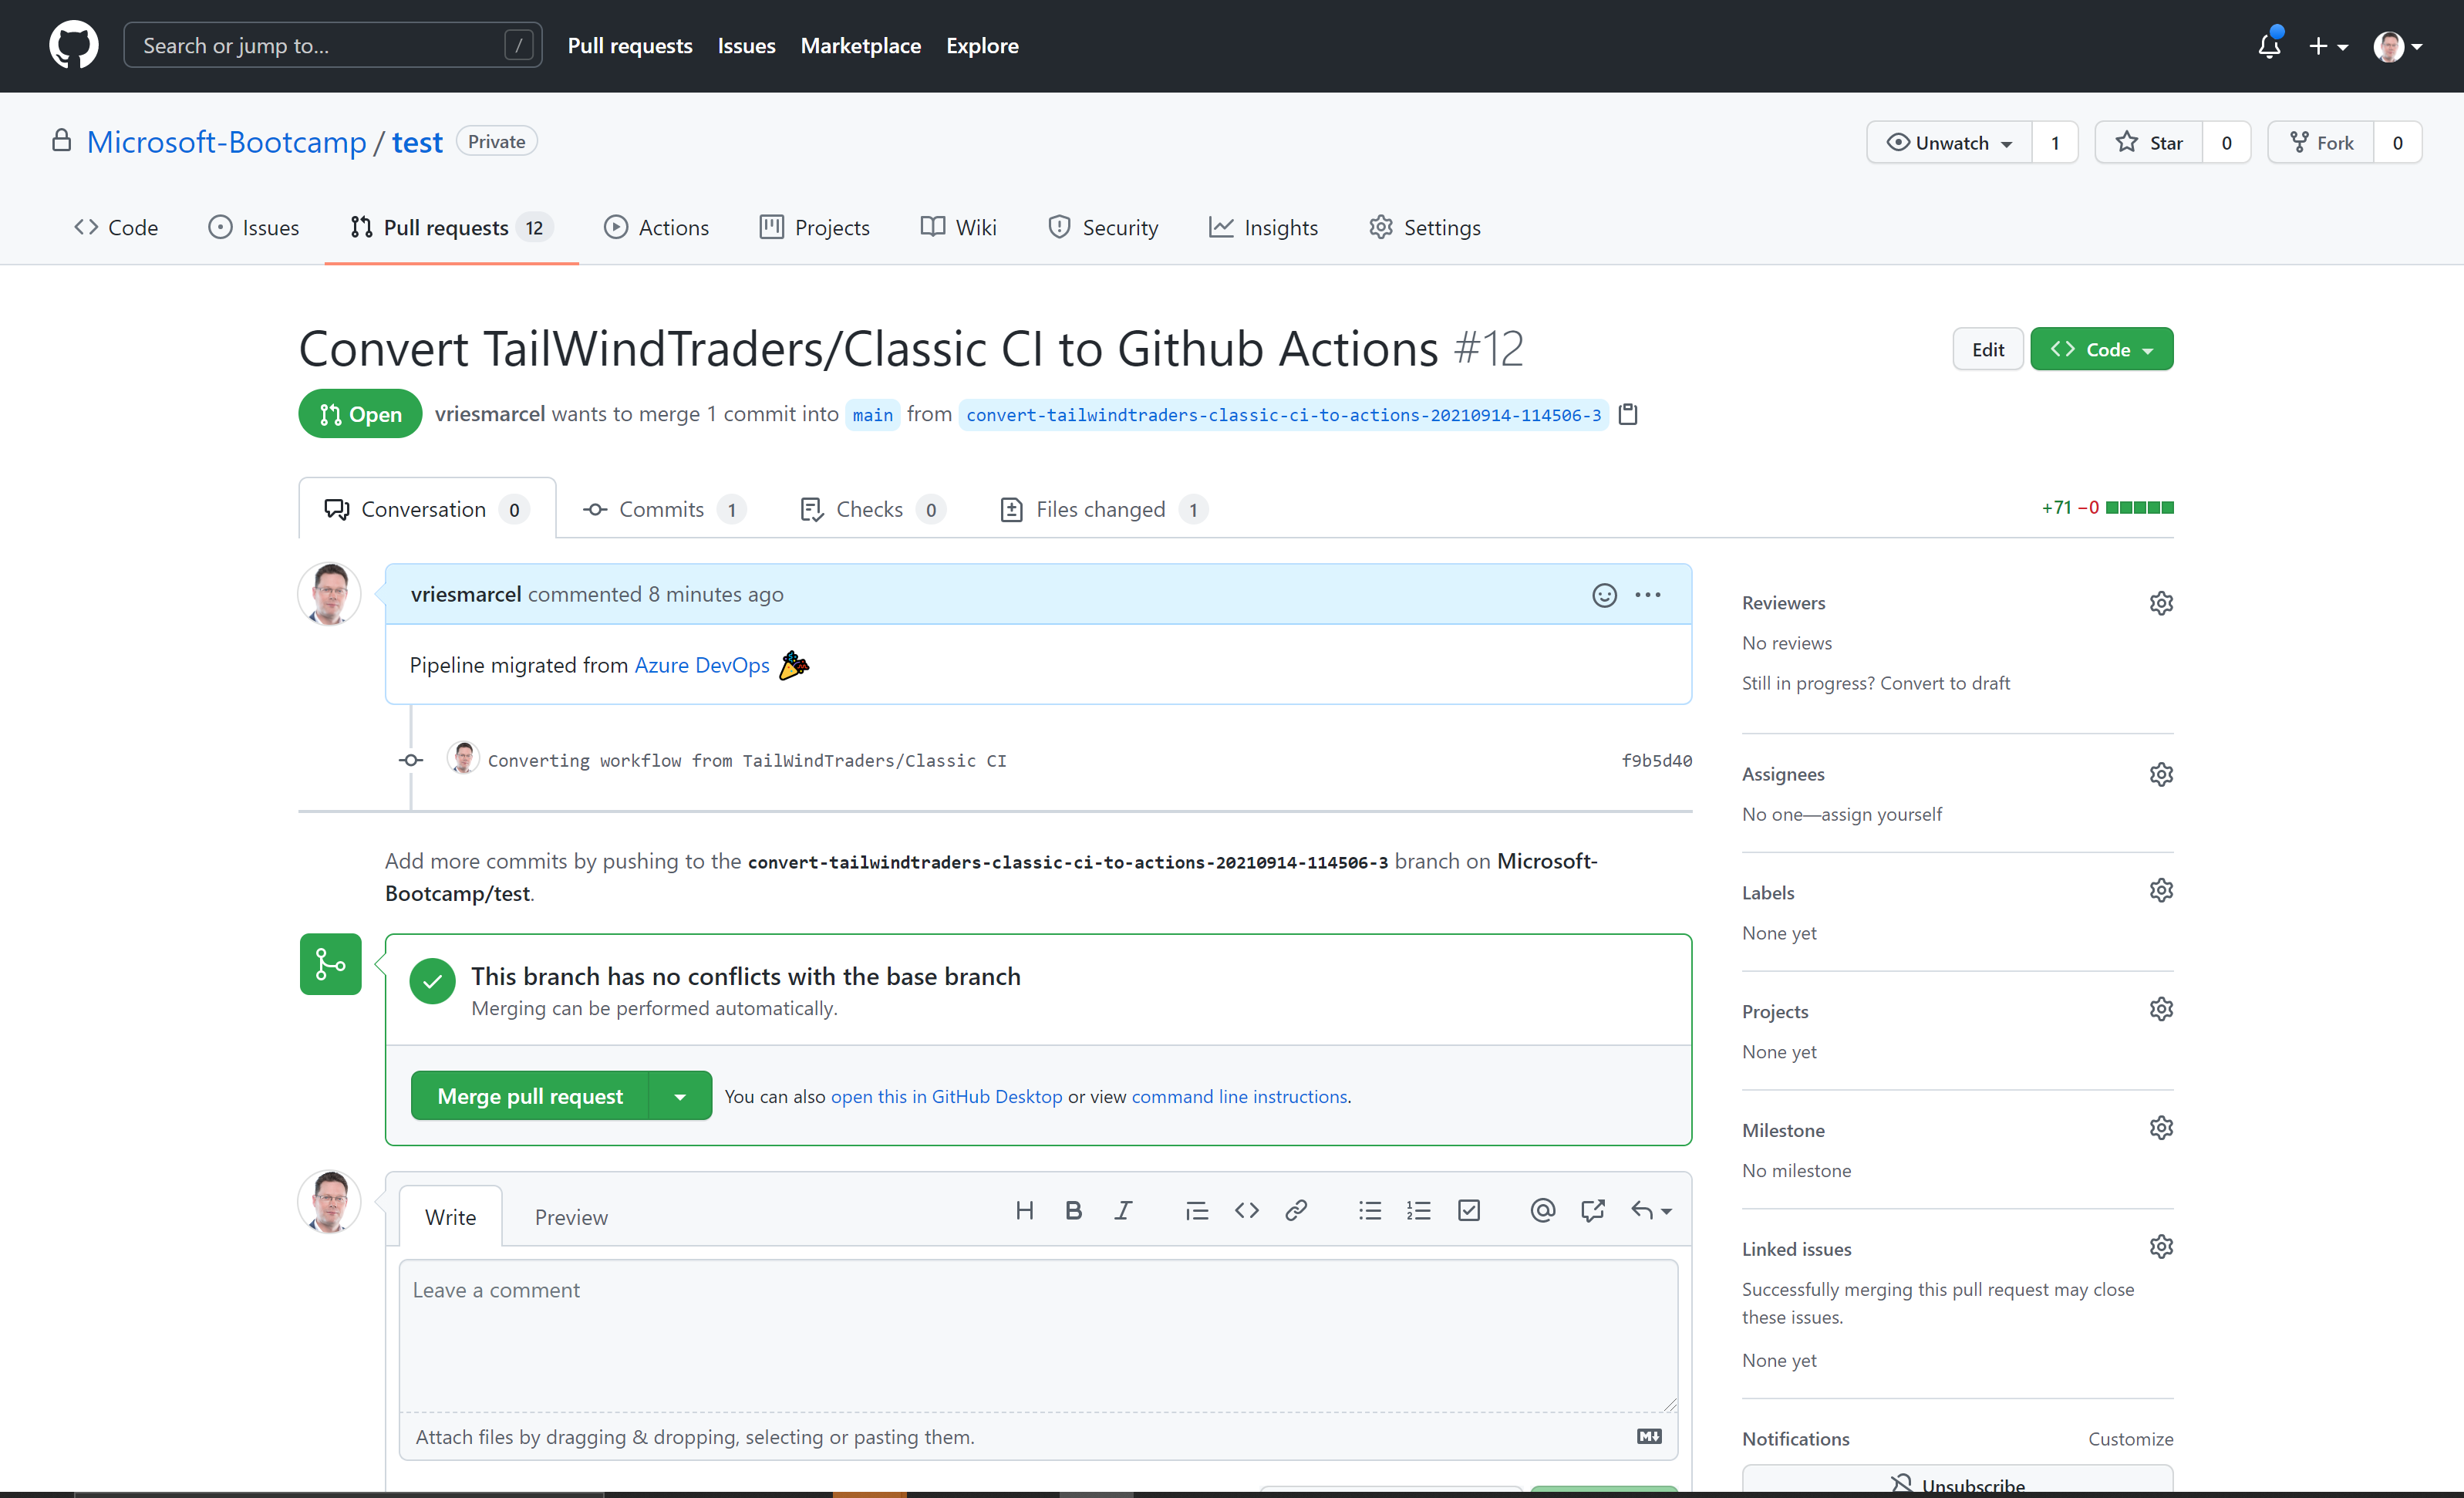 Search or jump to... / Pull requests Issues Marketplace Explore
Microsoft-Bootcamp / test Private Unwatch 1 Star 0 Fork 0
Code Issues Pull requests 12 Actions Projects Wiki Security Insights Settings
Convert TailWindTraders/Classic CI to Github Actions #12 Edit Code
Open vriesmarcel wants to merge 1 commit into main from convert-tailwindtraders-classic-ci-to-actions-20210914-114506-3
Conversation 0 Commits 1 Checks 0 Files changed 1 +71 −0
vriesmarcel commented 8 minutes ago
Pipeline migrated from Azure DevOps 🎉
Converting workflow from TailWindTraders/Classic CI f9b5d40
Add more commits by pushing to the convert-tailwindtraders-classic-ci-to-actions-20210914-114506-3 branch on Microsoft-
Bootcamp/test.
This branch has no conflicts with the base branch
Merging can be performed automatically.
Merge pull request You can also open this in GitHub Desktop or view command line instructions.
Write Preview
Leave a comment
Attach files by dragging & dropping, selecting or pasting them.
Reviewers
No reviews
Still in progress? Convert to draft
Assignees
No one—assign yourself
Labels
None yet
Projects
None yet
Milestone
No milestone
Linked issues
Successfully merging this pull request may close
these issues.
None yet
Notifications Customize
Unsubscribe